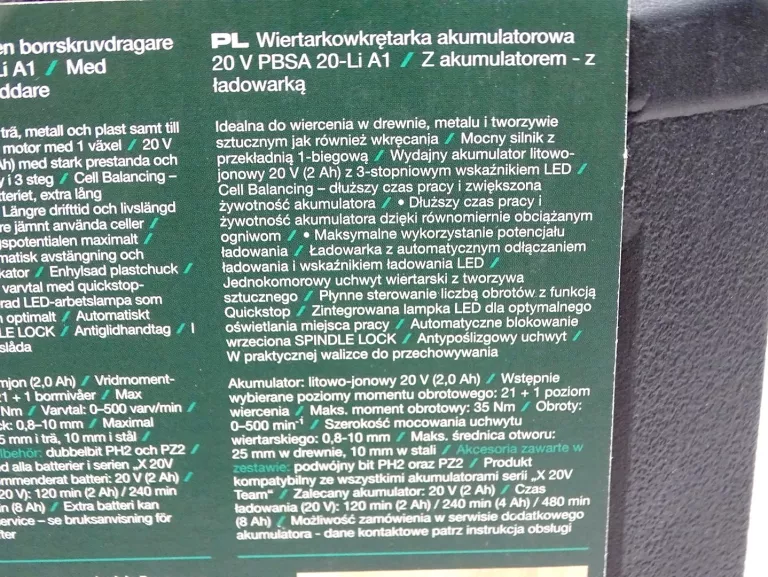 en borrskruvdragare
Li A1 / Med
ddare
trä, metall och plast samt till
motor med 1 växel / 20 V
Ah) med stark prestanda och
y i 3 steg / Cell Balancing –
tteriet, extra lång
Längre drifttid och livslängd
re jämnt använda celler /
gspotentialen maximalt /
matisk avstängning och
kator / Enhylsad plastchuck /
varvtal med quickstop-
rad LED-arbetslampa som
n optimalt / Automatiskt
LE LOCK / Antiglidhandtag / I
slåda
mjon (2,0 Ah) / Vridmoment-
21 + 1 bormivåer / Max
Nm / Varvtal: 0–500 varv/min /
ck: 0,8–10 mm / Maximal
5 mm i trä, 10 mm i stål /
lbehör: dubbelbit PH2 och PZ2 /
ed alla batterier i serien „X 20V
mmenderat batteri: 20 V (2 Ah) /
20 V): 120 min (2 Ah) / 240 min
n (8 Ah) / Extra batteri kan
service – se bruksanvisning för
fter
PL Wiertarkowkrętarka akumulatorowa
20 V PBSA 20-Li A1 / Z akumulatorem - z
ładowarką
Idealna do wiercenia w drewnie, metalu i tworzywie
sztucznym jak również wkręcania / Mocny silnik z
przekładnią 1-biegową / Wydajny akumulator litowo-
jonowy 20 V (2 Ah) z 3-stopniowym wskaźnikiem LED /
Cell Balancing – dłuższy czas pracy i zwiększona
żywotność akumulatora / • Dłuższy czas pracy i
żywotność akumulatora dzięki równomiernie obciążanym
ogniwom / • Maksymalne wykorzystanie potencjału
ładowania / Ładowarka z automatycznym odłączaniem
ładowania i wskaźnikiem ładowania LED /
Jednokomorowy uchwyt wiertarski z tworzywa
sztucznego / Płynne sterowanie liczbą obrotów z funkcją
Quickstop / Zintegrowana lampka LED dla optymalnego
oświetlania miejsca pracy / Automatyczne blokowanie
wrzeciona SPINDLE LOCK / Antypoślizgowy uchwyt /
W praktycznej walizce do przechowywania
Akumulator: litowo-jonowy 20 V (2,0 Ah) / Wstępnie
wybierane poziomy momentu obrotowego: 21 + 1 poziom
wiercenia / Maks. moment obrotowy: 35 Nm / Obroty:
0–500 min⁻¹ / Szerokość mocowania uchwytu
wiertarskiego: 0,8–10 mm / Maks. średnica otworu:
25 mm w drewnie, 10 mm w stali / Akcesoria zawarte w
zestawie: podwójny bit PH2 oraz PZ2 / Produkt
kompatybilny ze wszystkimi akumulatorami serii „X 20V
Team“ / Zalecany akumulator: 20 V (2 Ah) / Czas
ładowania (20 V): 120 min (2 Ah) / 240 min (4 Ah) / 480 min
(8 Ah) / Możliwość zamówienia w serwisie dodatkowego
akumulatora - dane kontaktowe patrz instrukcja obsługi